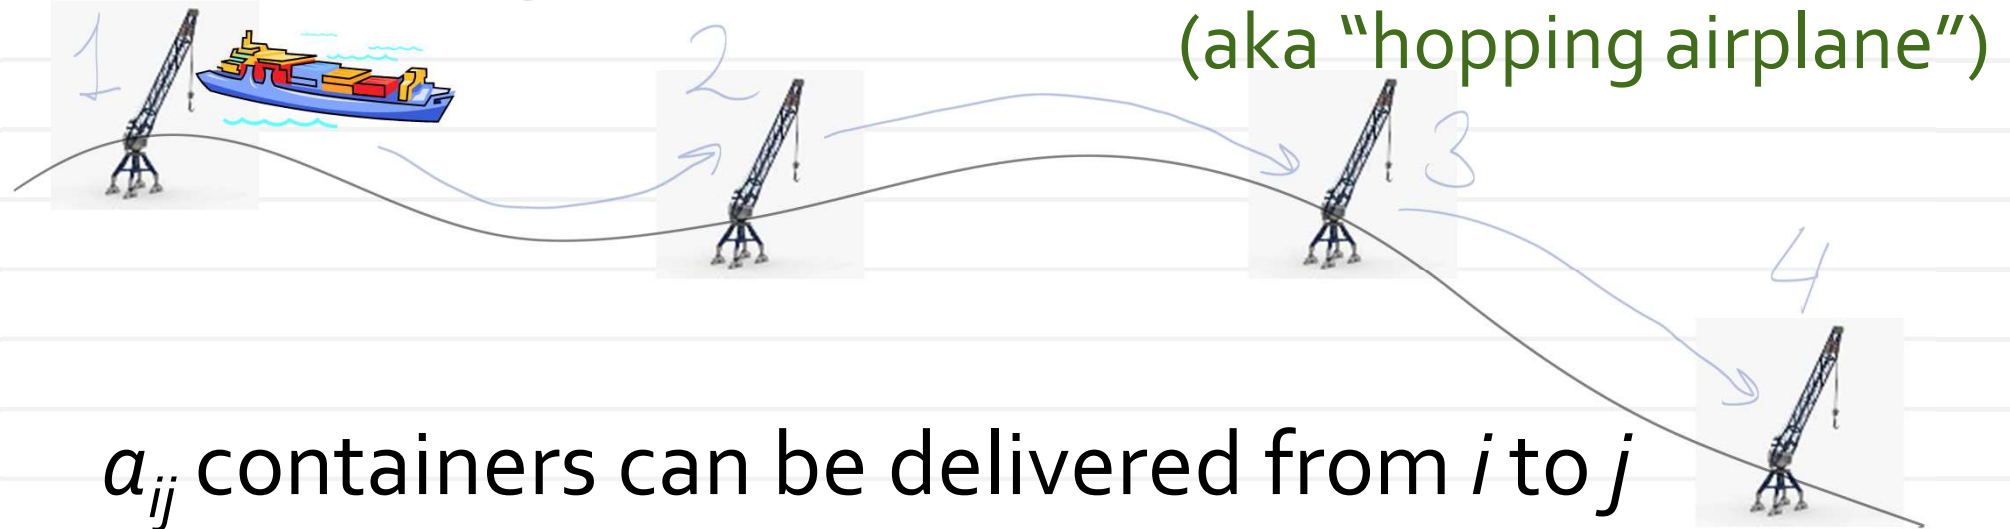 (aka “hopping airplane”)
1
2
3
4
aij containers can be delivered from i to j